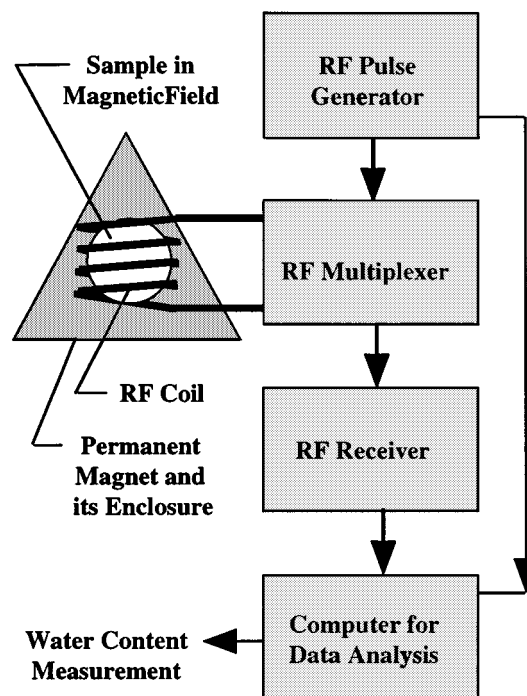 Sample in
MagneticField
RF Pulse
Generator
RF Multiplexer
RF Coil
Permanent
Magnet and
its Enclosure
RF Receiver
Water Content
Measurement
Computer for
Data Analysis